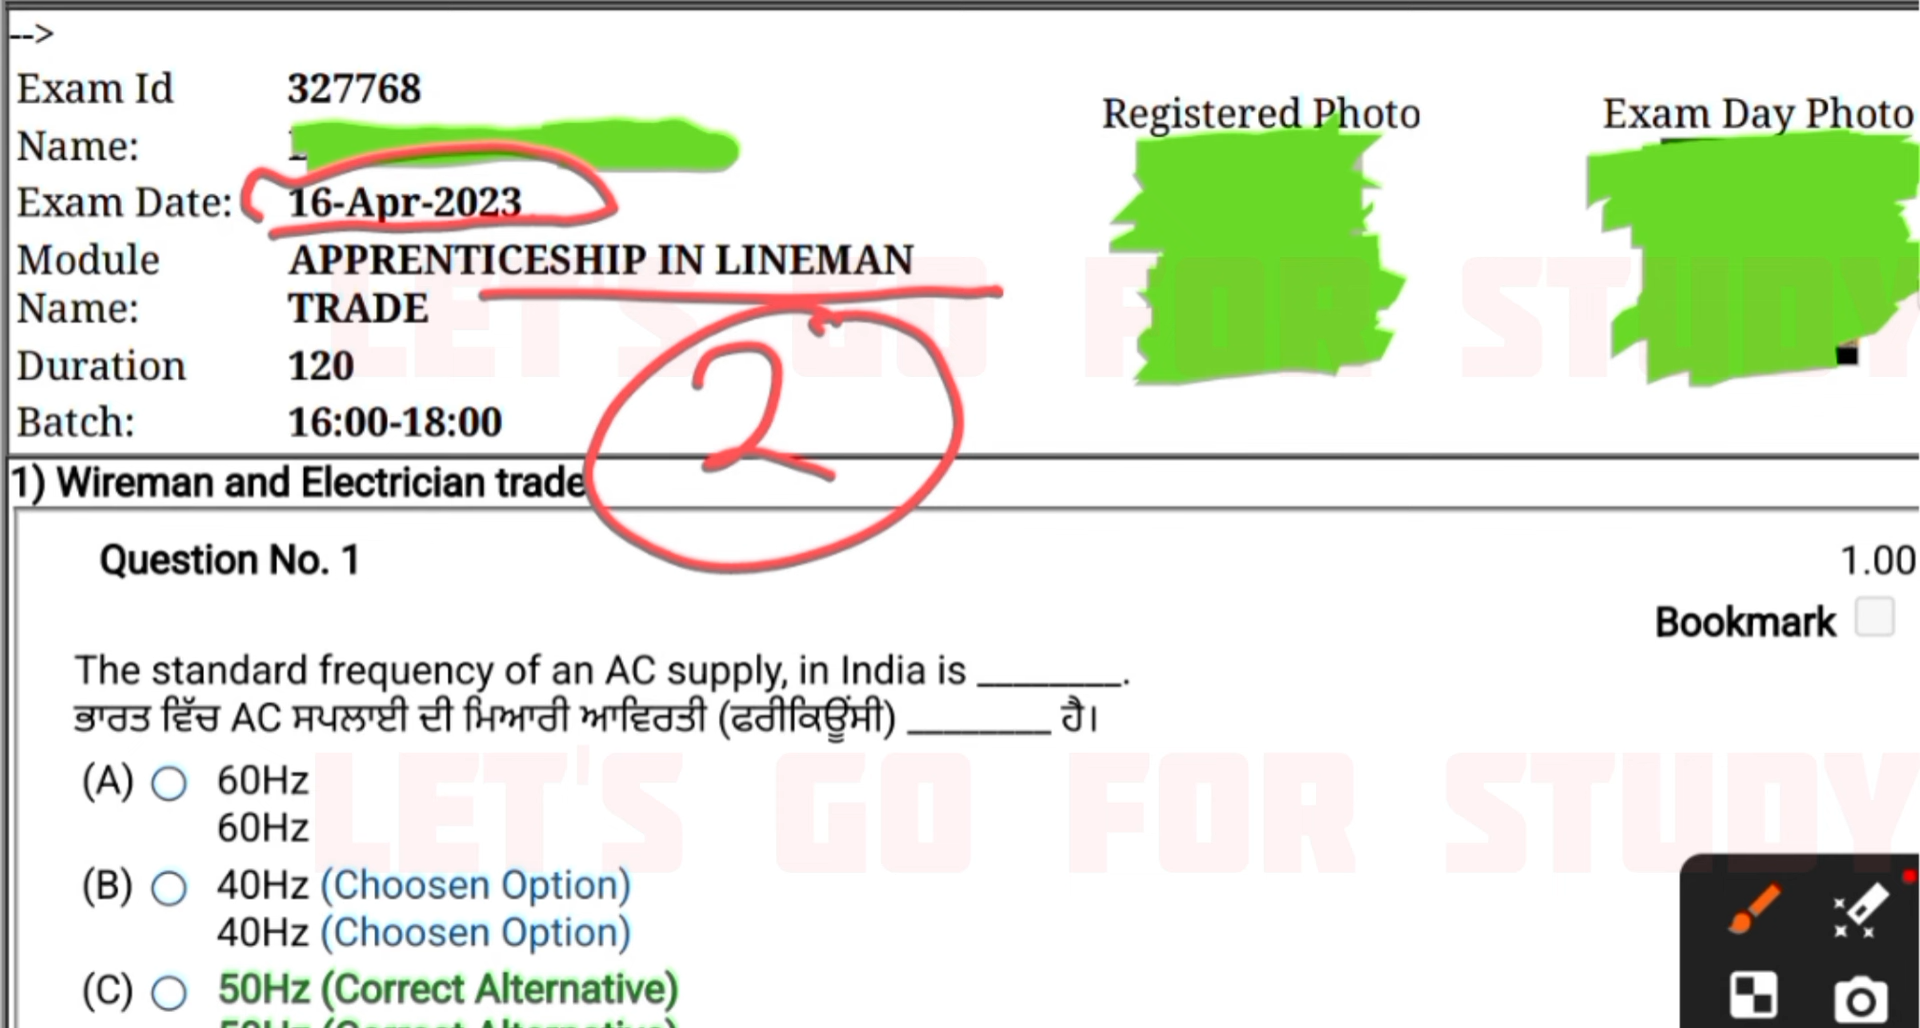 -->
Exam Id 327768
Registered Photo Exam Day Photo
Name:
Exam Date: 16-Apr-2023
Module Name: APPRENTICESHIP IN LINEMAN TRADE
Duration 120
Batch: 16:00-18:00
2
1) Wireman and Electrician trade
Question No. 1 1.00
Bookmark
The standard frequency of an AC supply, in India is ________.
ਭਾਰਤ ਵਿੱਚ AC ਸਪਲਾਈ ਦੀ ਮਿਆਰੀ ਆਵਿਰਤੀ (ਫਰੀਕਿਊਂਸੀ) ________ ਹੈ।
(A) 60Hz
60Hz
(B) 40Hz (Choosen Option)
40Hz (Choosen Option)
(C) 50Hz (Correct Alternative)
50Hz (Correct Alternative)
LET'S GO FOR STUDY
LET'S GO FOR STUDY